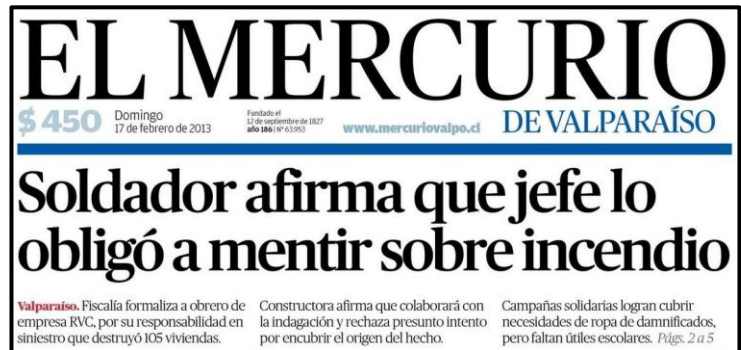 EL MERCURIO
$ 450
Domingo
17 de febrero de 2013
Fundado el
12 de septiembre de 1827
año 186 | Nº 63.953
www.mercuriovalpo.cl
DE VALPARAÍSO
Soldador afirma que jefe lo
obligó a mentir sobre incendio
Valparaíso. Fiscalía formaliza a obrero de
empresa RVC, por su responsabilidad en
siniestro que destruyó 105 viviendas.
Constructora afirma que colaborará con
la indagación y rechaza presunto intento
por encubrir el origen del hecho.
Campañas solidarias logran cubrir
necesidades de ropa de damnificados,
pero faltan útiles escolares. Págs. 2 a 5